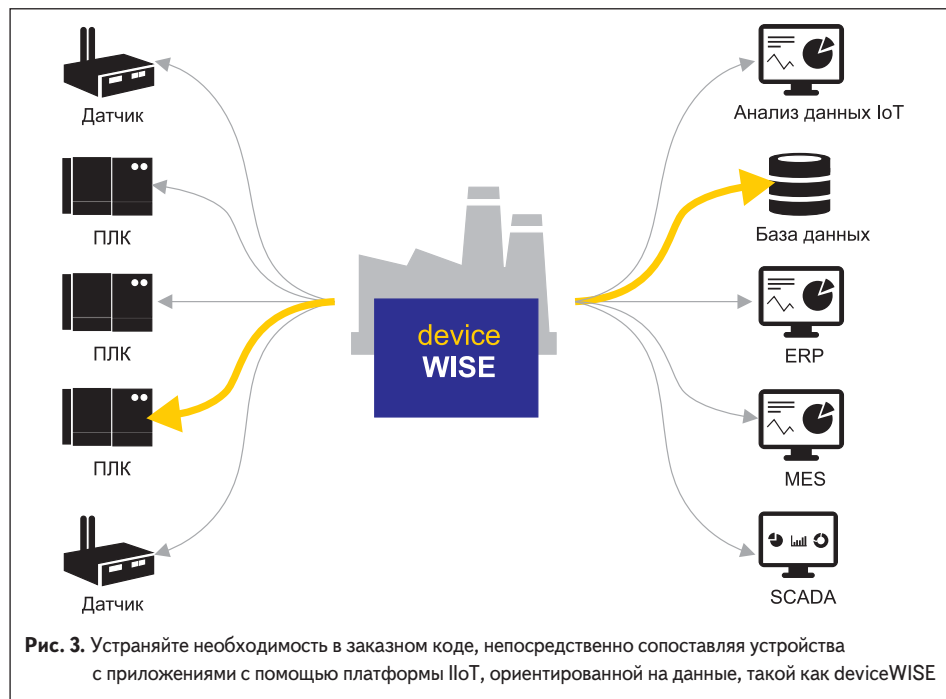 Датчик
ПЛК
ПЛК
ПЛК
Датчик
device
WISE
Анализ данных IoT
База данных
ERP
MES
SCADA
Рис. 3. Устраняйте необходимость в заказном коде, непосредственно сопоставляя устройства
с приложениями с помощью платформы IIoT, ориентированной на данные, такой как deviceWISE